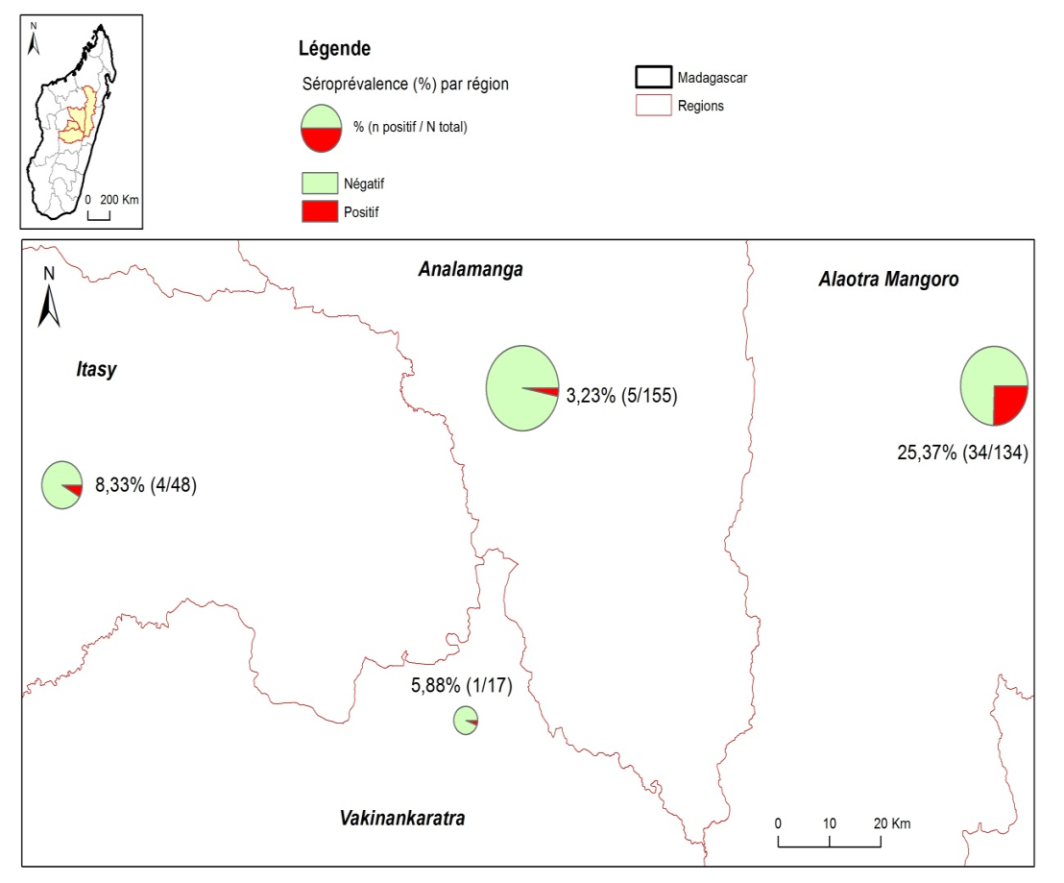 N
0 200 Km
Légende
Séroprévalence (%) par région
% (n positif / N total)
Négatif
Positif
Madagascar
Regions
N
Analamanga
Alaotra Mangoro
Itasy
3,23% (5/155)
25,37% (34/134)
8,33% (4/48)
5,88% (1/17)
Vakinankaratra
0 10 20 Km